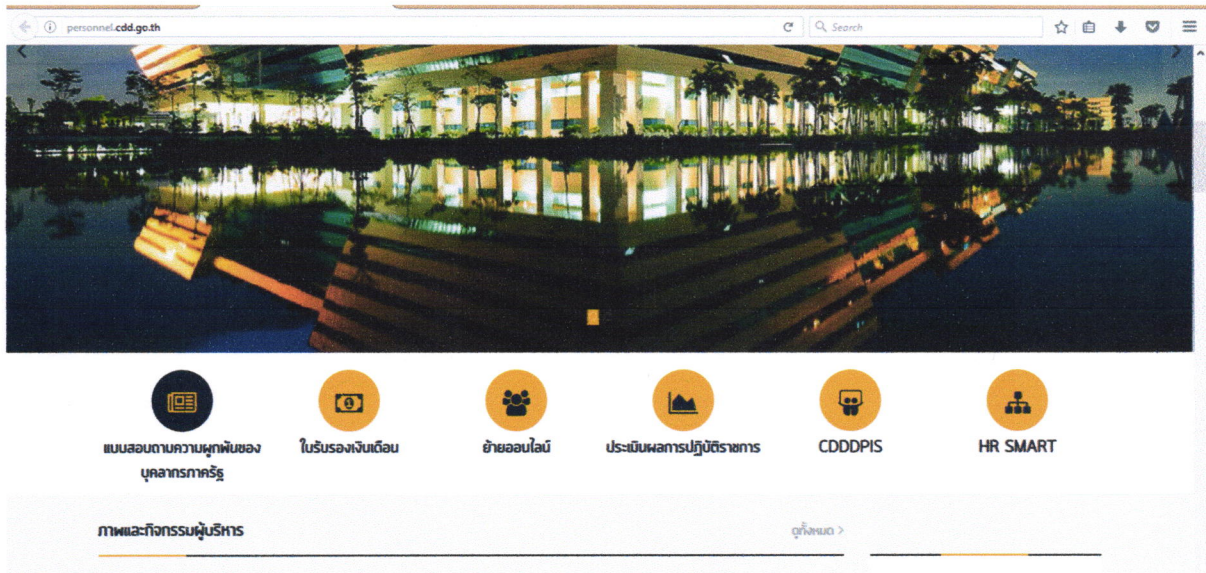 personnel.cdd.go.th
Search
แบบสอบถามความผูกพันของ
บุคลากรภาครัฐ
ใบรับรองเงินเดือน
ย้ายออนไลน์
ประเมินผลการปฏิบัติราชการ
CDDDPIS
HR SMART
ภาพและกิจกรรมผู้บริหาร
ดูทั้งหมด >